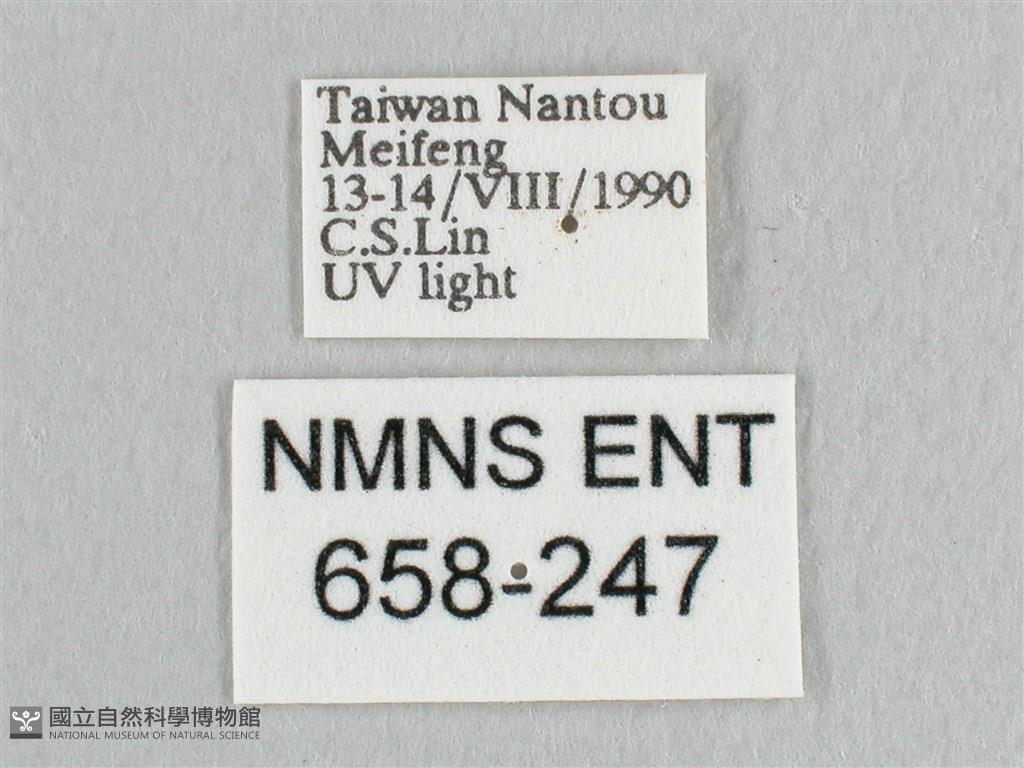 Taiwan Nantou
Meifeng
13-14/VIII/1990
C.S.Lin
UV light
NMNS ENT
658-247
國立自然科學博物館
NATIONAL MUSEUM OF NATURAL SCIENCE